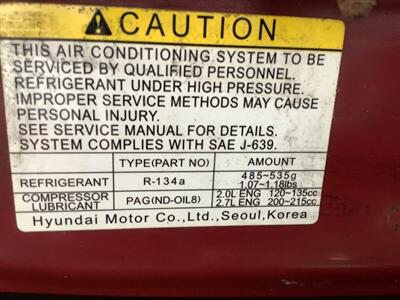 CAUTION
THIS AIR CONDITIONING SYSTEM TO BE
SERVICED BY QUALIFIED PERSONNEL.
REFRIGERANT UNDER HIGH PRESSURE.
IMPROPER SERVICE METHODS MAY CAUSE
PERSONAL INJURY.
SEE SERVICE MANUAL FOR DETAILS.
SYSTEM COMPLIES WITH SAE J-639.
TYPE(PART NO) AMOUNT
REFRIGERANT R-134a 485~535g
1.07~1.18lbs
COMPRESSOR LUBRICANT PAG(ND-OIL8) 2.0L ENG 120~135cc
2.7L ENG 200~215cc
Hyundai Motor Co.,Ltd.,Seoul,Korea